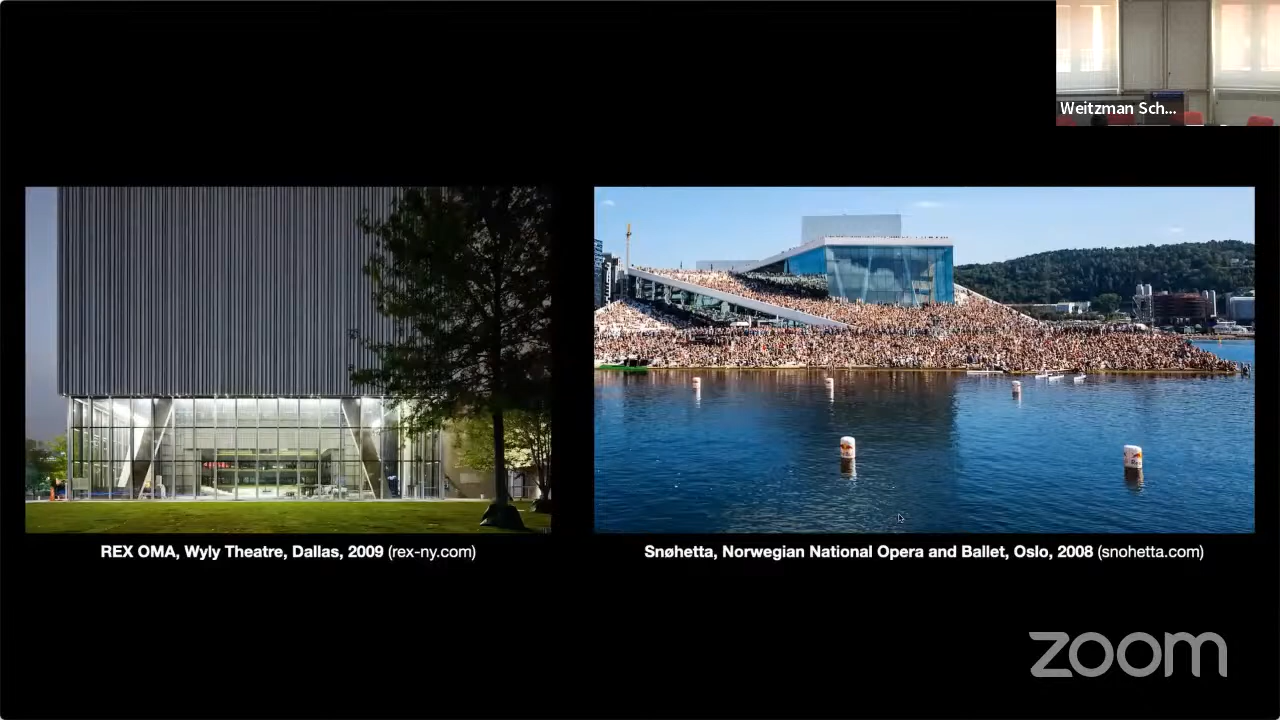 Weitzman Sch...
REX OMA, Wyly Theatre, Dallas, 2009 (rex-ny.com)
Snøhetta, Norwegian National Opera and Ballet, Oslo, 2008 (snohetta.com)
zoom